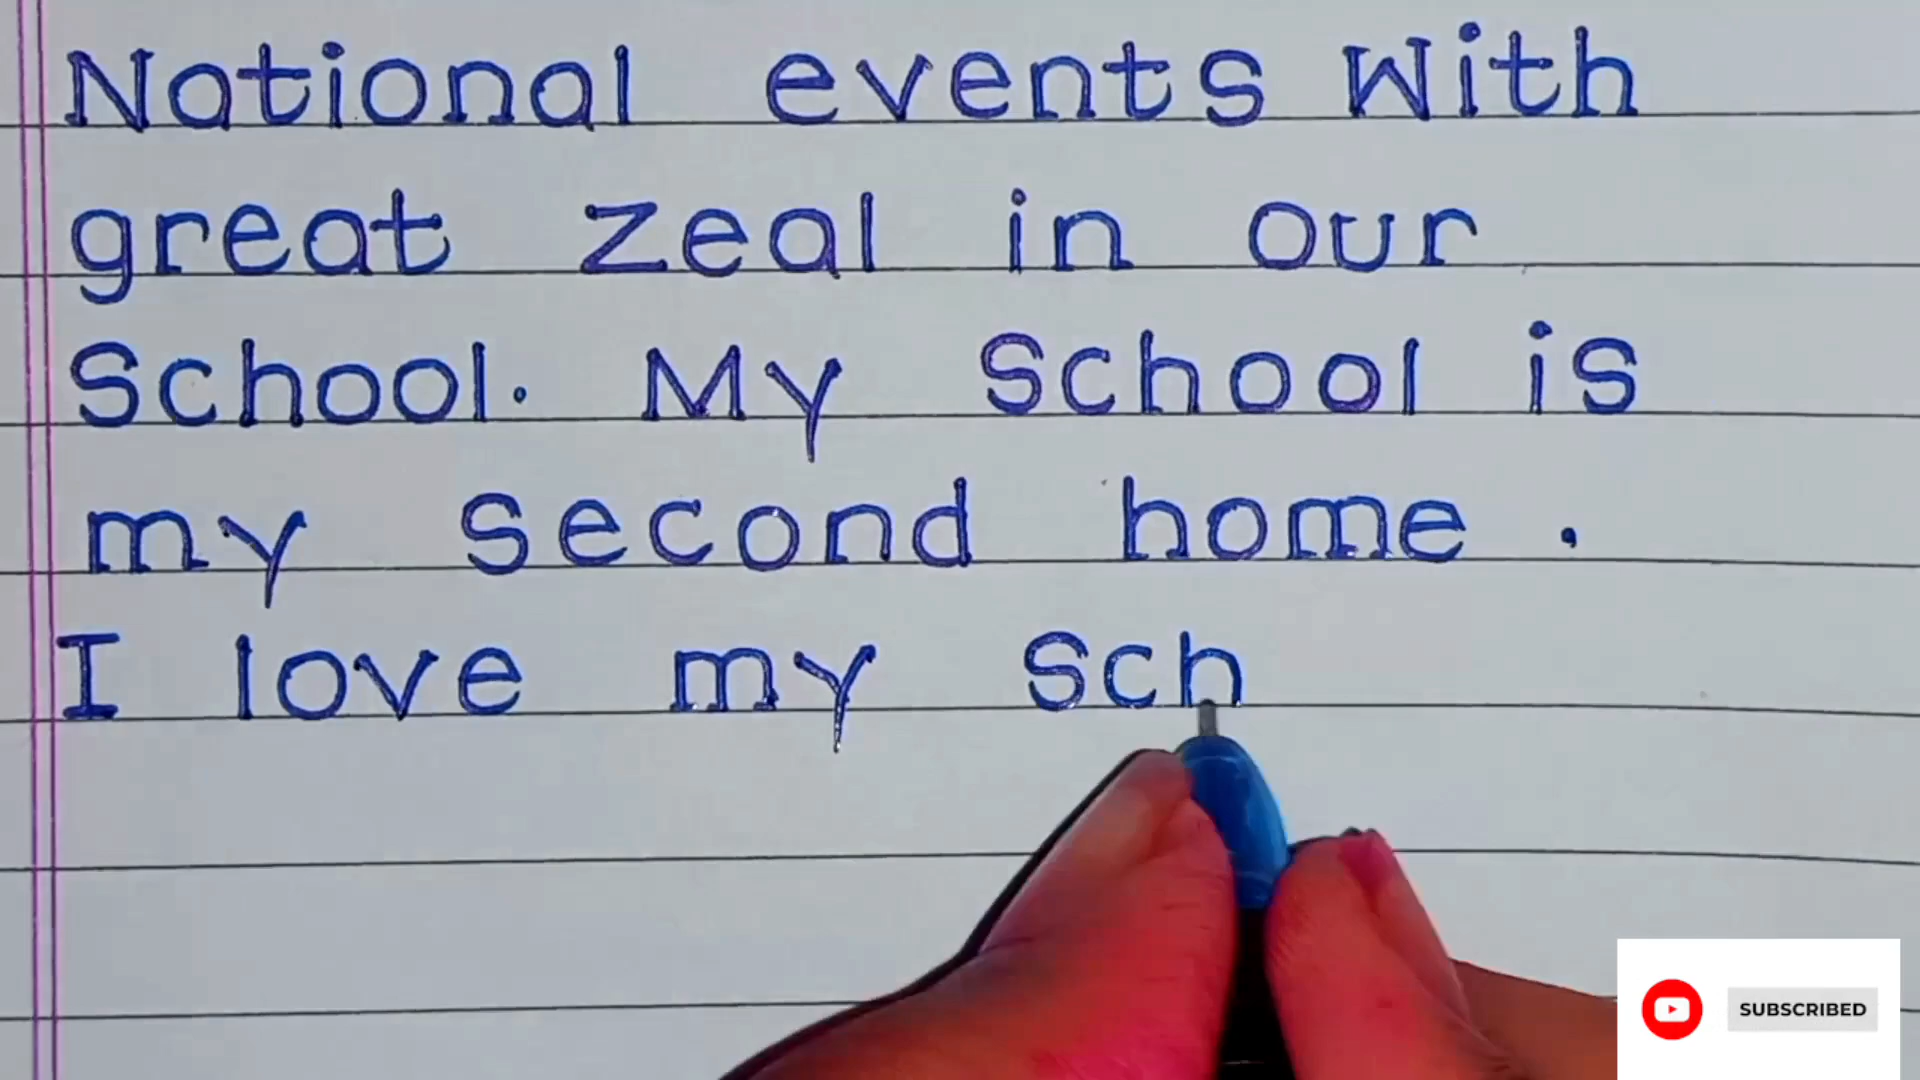 National events With
great zeal in our
School. My School is
my Second home .
I love my Sch
SUBSCRIBED